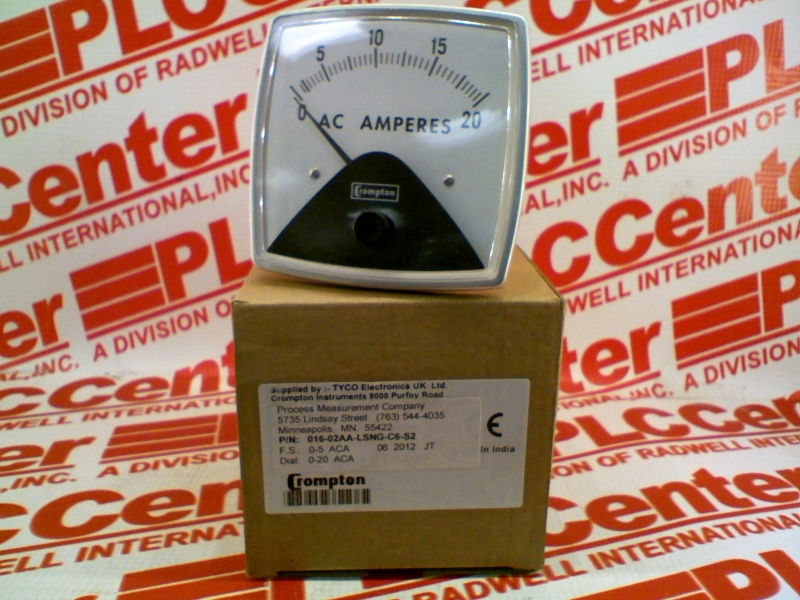 5 10 15
0 AC AMPERES 20
Crompton
supplied by :- TYCO Electronics UK Ltd.
Crompton Instruments 9000 Purfoy Road
Process Measurement Company
5735 Lindsay Street (763) 544-4035
Minneapolis, MN. 55422
P/N: 016-02AA-LSNG-C6-S2
F.S.: 0-5 ACA 06 2012 JT
Dial: 0-20 ACA
CE
In India
Crompton
PLCCenter
A DIVISION OF RADWELL INTERNATIONAL, INC.